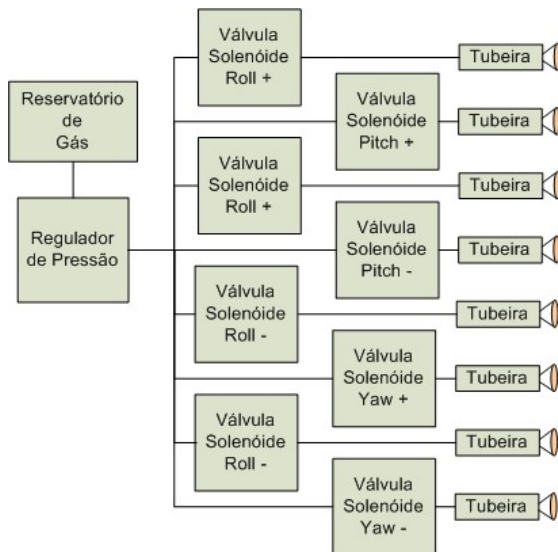 Reservatório
de
Gás
Regulador
de Pressão
Válvula
Solenóide
Roll +
Tubeira
Válvula
Solenóide
Pitch +
Tubeira
Válvula
Solenóide
Roll +
Tubeira
Válvula
Solenóide
Pitch -
Tubeira
Válvula
Solenóide
Roll -
Tubeira
Válvula
Solenóide
Yaw +
Tubeira
Válvula
Solenóide
Roll -
Tubeira
Válvula
Solenóide
Yaw -
Tubeira